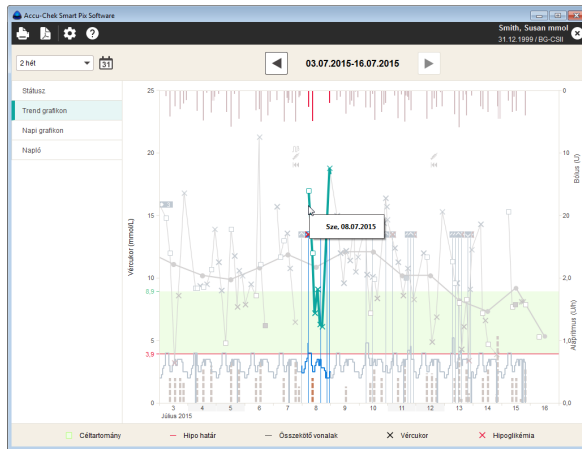 Accu-Chek Smart Pix Software
Smith, Susan mmol
31.12.1999 / BG-CSII
2 hét
31
03.07.2015-16.07.2015
Státusz
Trend grafikon
Napi grafikon
Napló
Vércukor (mmol/L)
25
20
15
10
8,9
5
3,9
0
Sze, 08.07.2015
0
10
20
2,0
1,0
0,0
Bólus (U)
Alapritmus (U/h)
3 4 5 6 7 8 9 10 11 12 13 14 15 16
Július 2015
Céltartomány
Hipo határ
Összekötő vonalak
Vércukor
Hipoglikémia